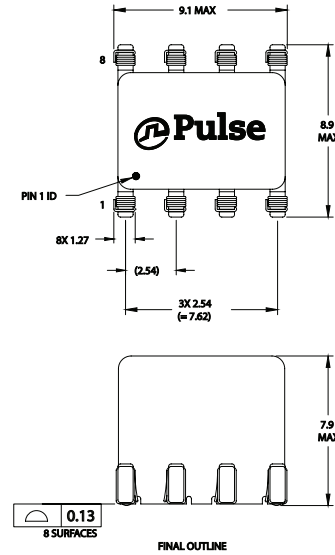 9.1 MAX
8
Pulse
8.9
MAX
PIN 1 ID
1
8X 1.27
(2.54)
3X 2.54
(= 7.62)
7.9
MAX
0.13
8 SURFACES
FINAL OUTLINE